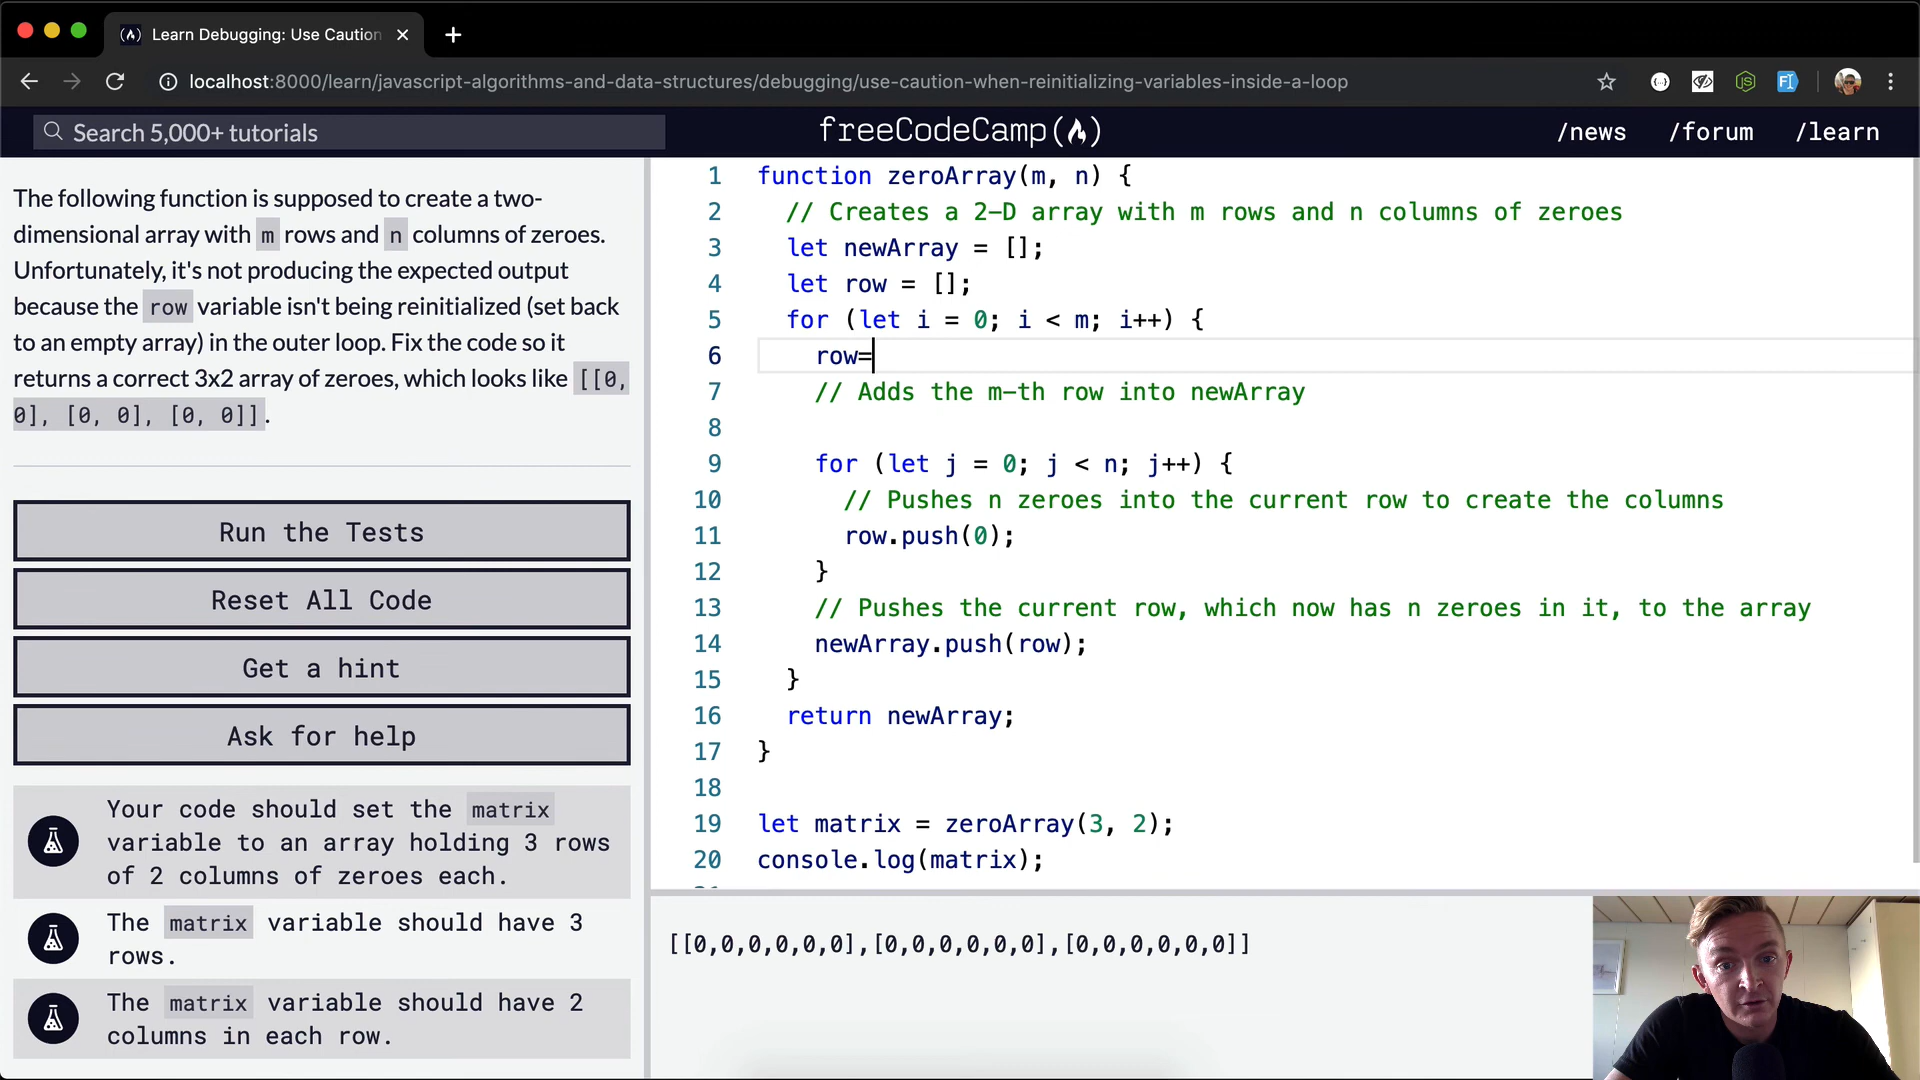 Learn Debugging: Use Caution
localhost:8000/learn/javascript-algorithms-and-data-structures/debugging/use-caution-when-reinitializing-variables-inside-a-loop
Search 5,000+ tutorials
freeCodeCamp
/news
/forum
/learn
The following function is supposed to create a two-
dimensional array with m rows and n columns of zeroes.
Unfortunately, it's not producing the expected output
because the row variable isn't being reinitialized (set back
to an empty array) in the outer loop. Fix the code so it
returns a correct 3x2 array of zeroes, which looks like [[0,
0], [0, 0], [0, 0]].
Run the Tests
Reset All Code
Get a hint
Ask for help
Your code should set the matrix
variable to an array holding 3 rows
of 2 columns of zeroes each.
The matrix variable should have 3
rows.
The matrix variable should have 2
columns in each row.
1 function zeroArray(m, n) {
2 // Creates a 2-D array with m rows and n columns of zeroes
3 let newArray = [];
4 let row = [];
5 for (let i = 0; i < m; i++) {
6 row=
7 // Adds the m-th row into newArray
8
9 for (let j = 0; j < n; j++) {
10 // Pushes n zeroes into the current row to create the columns
11 row.push(0);
12 }
13 // Pushes the current row, which now has n zeroes in it, to the array
14 newArray.push(row);
15 }
16 return newArray;
17 }
18
19 let matrix = zeroArray(3, 2);
20 console.log(matrix);
[[0,0,0,0,0,0],[0,0,0,0,0,0],[0,0,0,0,0,0]]